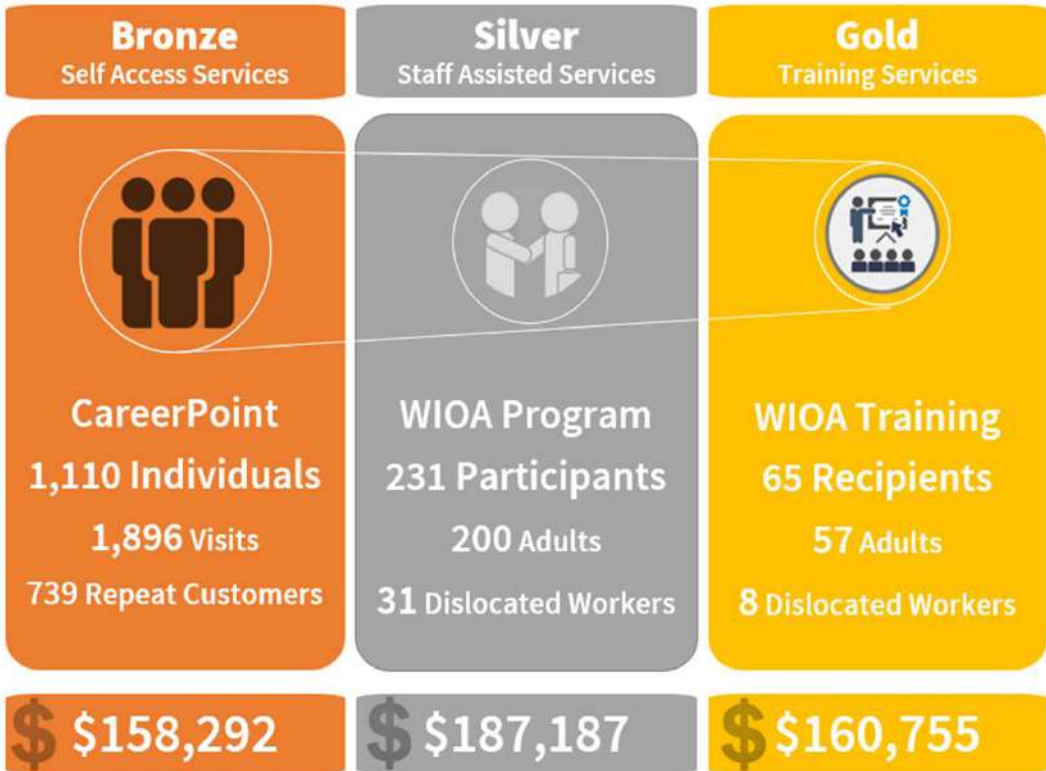 Bronze
Self Access Services
CareerPoint
1,110 Individuals
1,896 Visits
739 Repeat Customers
$ $158,292
Silver
Staff Assisted Services
WIOA Program
231 Participants
200 Adults
31 Dislocated Workers
$ $187,187
Gold
Training Services
WIOA Training
65 Recipients
57 Adults
8 Dislocated Workers
$ $160,755